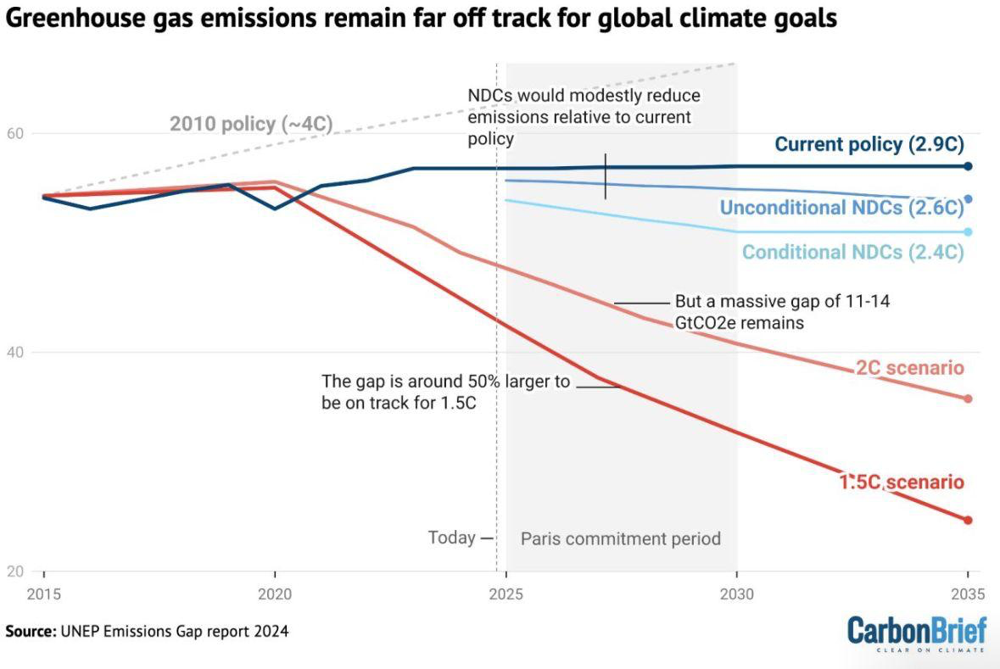 Greenhouse gas emissions remain far off track for global climate goals
NDCs would modestly reduce
emissions relative to current
policy
2010 policy (~4C)
60
Current policy (2.9C)
Unconditional NDCs (2.6C)
Conditional NDCs (2.4C)
But a massive gap of 11-14
GtCO2e remains
40
2C scenario
The gap is around 50% larger to
be on track for 1.5C
1.5C scenario
Today
Paris commitment period
20
2015
2020
2025
2030
2035
Source: UNEP Emissions Gap report 2024
CarbonBrief
CLEAR ON CLIMATE